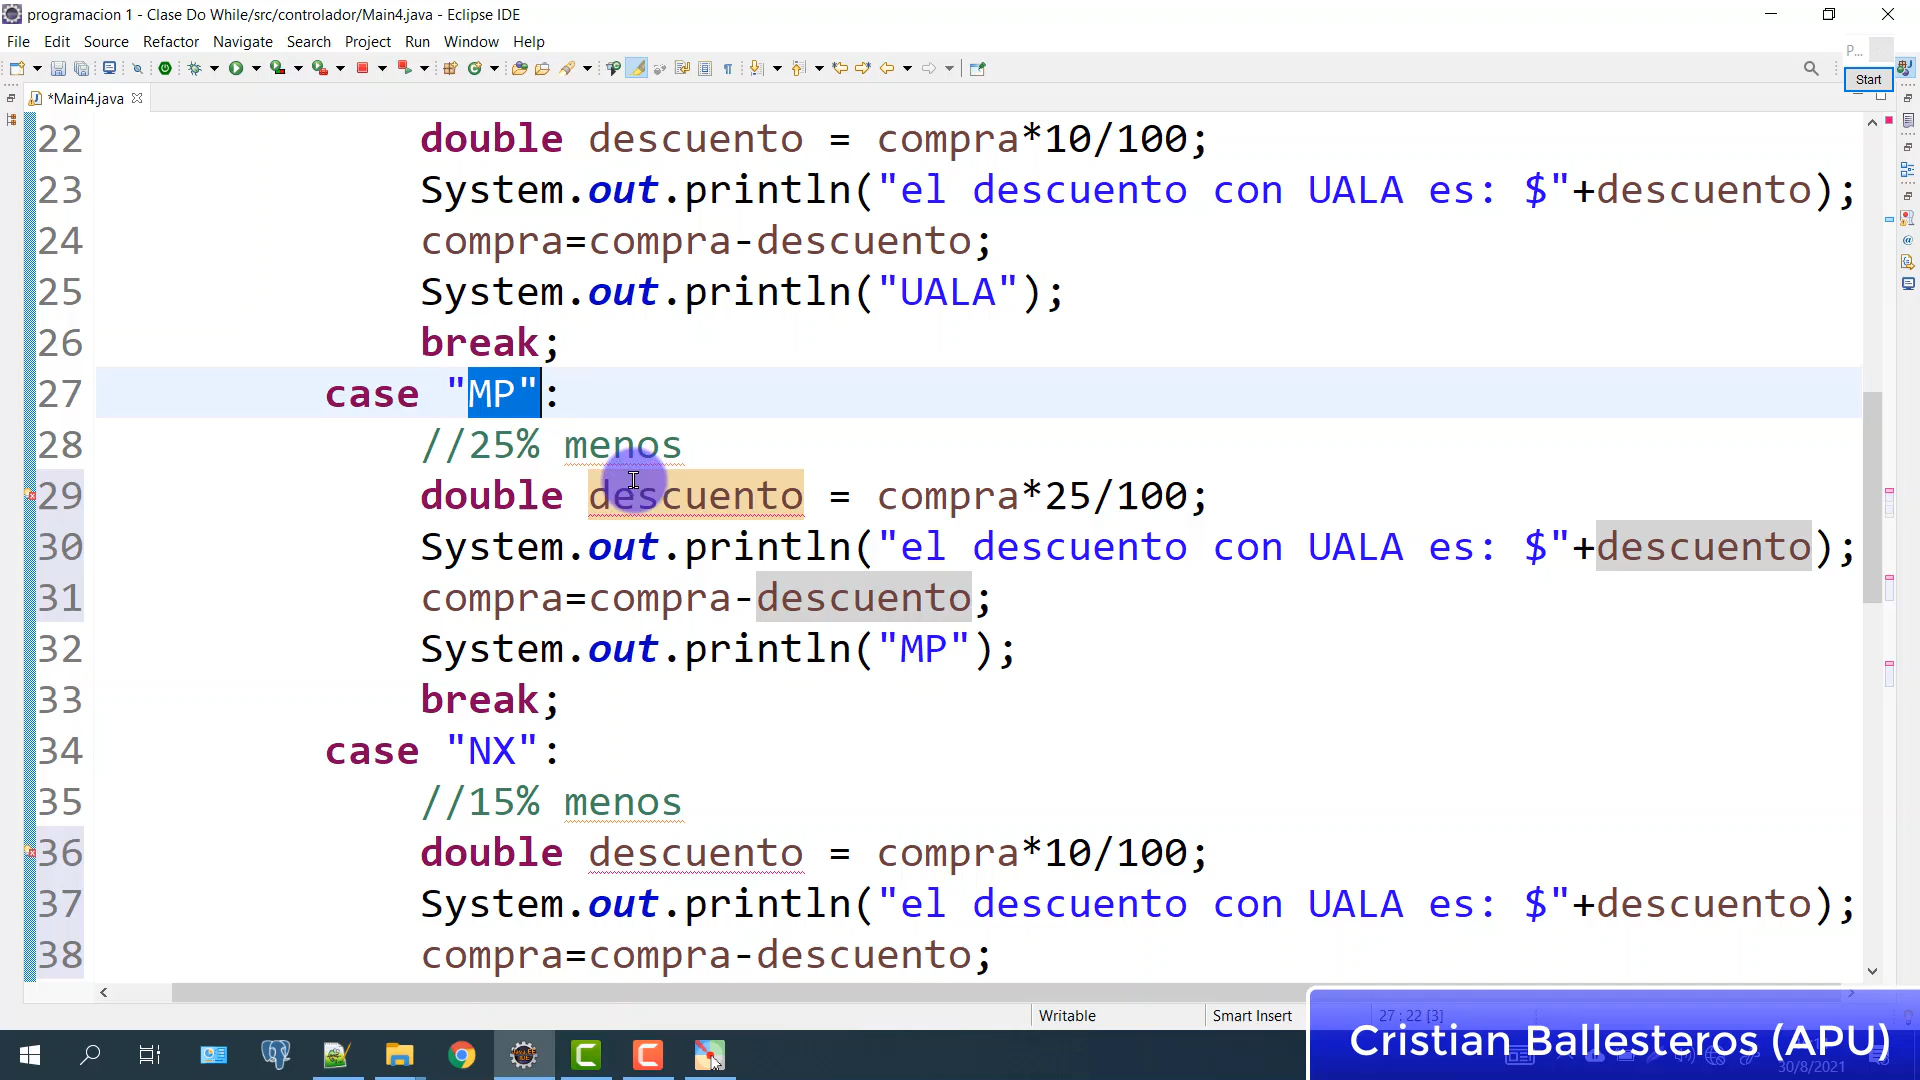 programacion 1 - Clase Do While/src/controlador/Main4.java - Eclipse IDE
File Edit Source Refactor Navigate Search Project Run Window Help
P...
Start
*Main4.java
22 double descuento = compra*10/100;
23 System.out.println("el descuento con UALA es: $"+descuento);
24 compra=compra-descuento;
25 System.out.println("UALA");
26 break;
27 case "MP":
28 //25% menos
29 double descuento = compra*25/100;
30 System.out.println("el descuento con UALA es: $"+descuento);
31 compra=compra-descuento;
32 System.out.println("MP");
33 break;
34 case "NX":
35 //15% menos
36 double descuento = compra*10/100;
37 System.out.println("el descuento con UALA es: $"+descuento);
38 compra=compra-descuento;
Writable Smart Insert 27 : 22 [3]
Cristian Ballesteros (APU)
30/8/2021